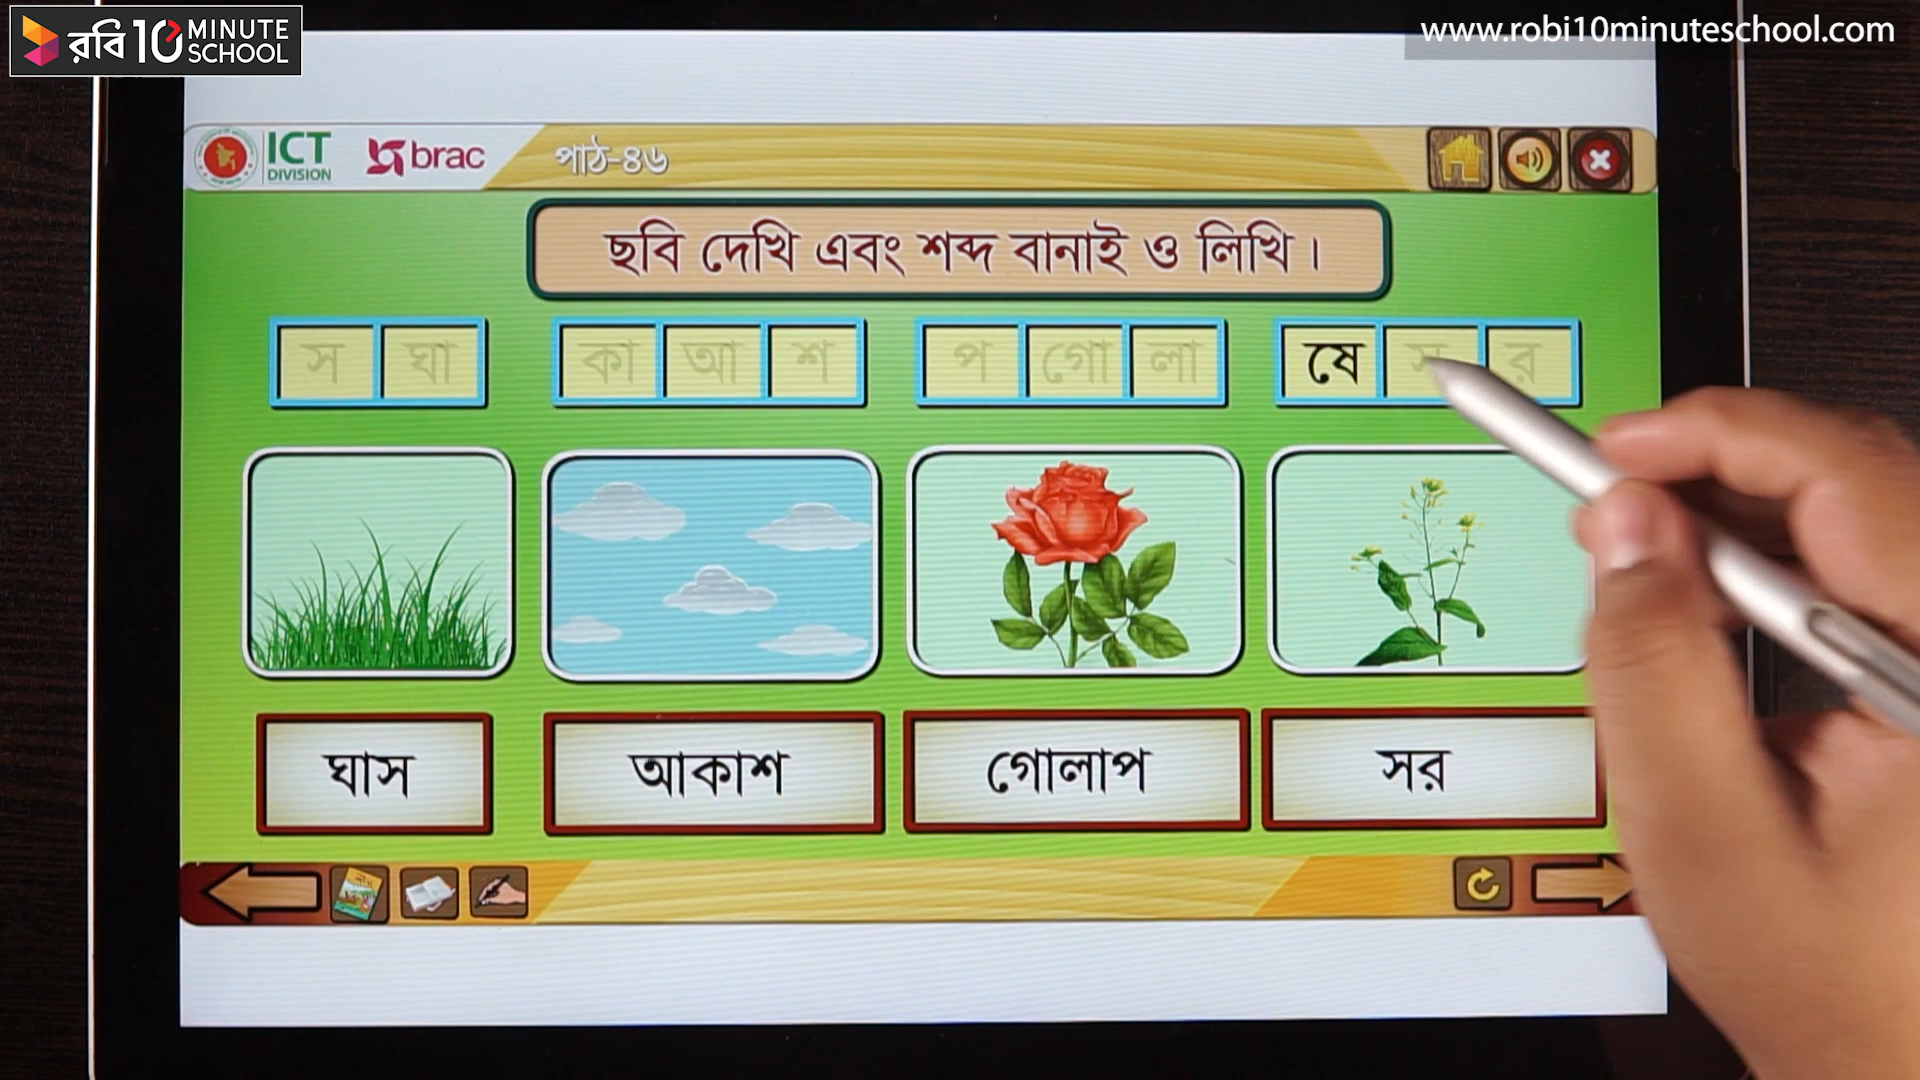 রবি 10 MINUTE SCHOOL
www.robi10minuteschool.com
ICT DIVISION
brac
পাঠ-৪৬
ছবি দেখি এবং শব্দ বানাই ও লিখি।
স ঘা
কা আ শ
প গো লা
ষে স র
ঘাস
আকাশ
গোলাপ
সর